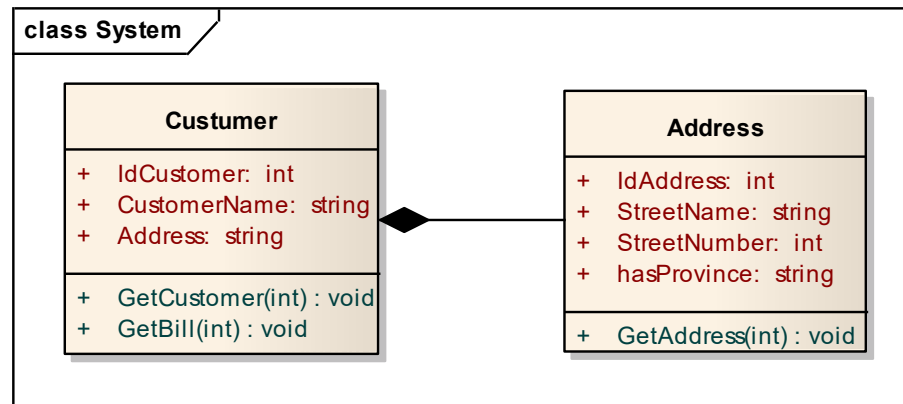 class System
Custumer
+ IdCustomer: int
+ CustomerName: string
+ Address: string
+ GetCustomer(int) : void
+ GetBill(int) : void
Address
+ IdAddress: int
+ StreetName: string
+ StreetNumber: int
+ hasProvince: string
+ GetAddress(int) : void